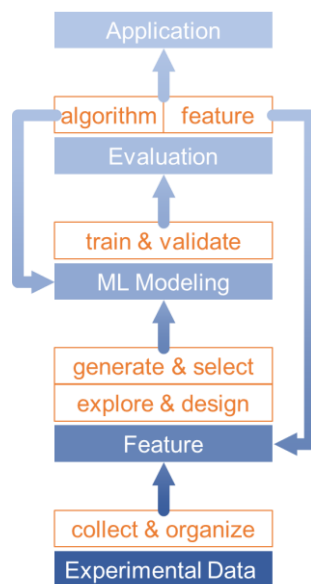 Application
algorithm feature
Evaluation
train & validate
ML Modeling
generate & select
explore & design
Feature
collect & organize
Experimental Data